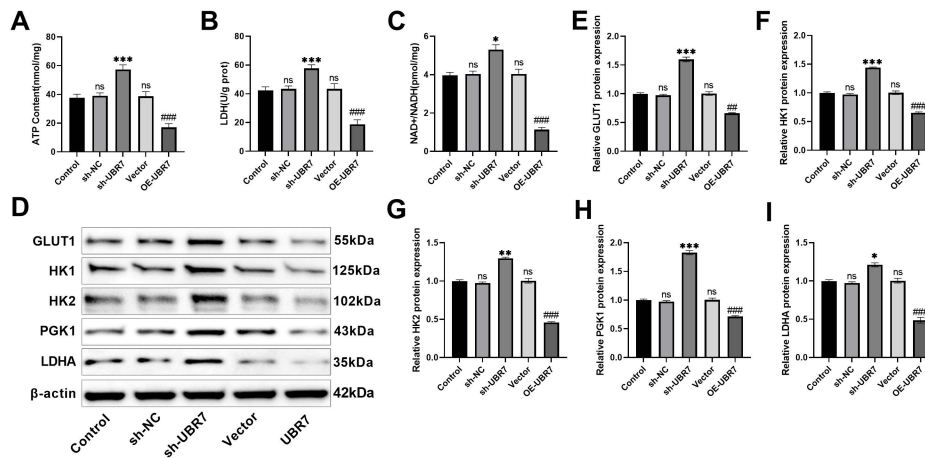 A
ATP Content(nmol/mg)
80
60
40
20
0
ns
***
ns
###
Control
sh-NC
sh-UBR7
Vector
OE-UBR7
B
LDH(U/g prot)
80
60
40
20
0
ns
***
ns
###
Control
sh-NC
sh-UBR7
Vector
OE-UBR7
C
NAD+/NADH(pmol/mg)
6
4
2
0
ns
*
ns
###
Control
sh-NC
sh-UBR7
Vector
OE-UBR7
E
Relative GLUT1 protein expression
2.0
1.5
1.0
0.5
0.0
ns
***
ns
##
Control
sh-NC
sh-UBR7
Vector
OE-UBR7
F
Relative HK1 protein expression
2.0
1.5
1.0
0.5
0.0
ns
***
ns
###
Control
sh-NC
sh-UBR7
Vector
OE-UBR7
D
GLUT1 55kDa
HK1 125kDa
HK2 102kDa
PGK1 43kDa
LDHA 35kDa
β-actin 42kDa
Control
sh-NC
sh-UBR7
Vector
UBR7
G
Relative HK2 protein expression
1.5
1.0
0.5
0.0
ns
**
ns
###
Control
sh-NC
sh-UBR7
Vector
OE-UBR7
H
Relative PGK1 protein expression
2.0
1.5
1.0
0.5
0.0
ns
***
ns
###
Control
sh-NC
sh-UBR7
Vector
OE-UBR7
I
Relative LDHA protein expression
1.5
1.0
0.5
0.0
ns
*
ns
###
Control
sh-NC
sh-UBR7
Vector
OE-UBR7